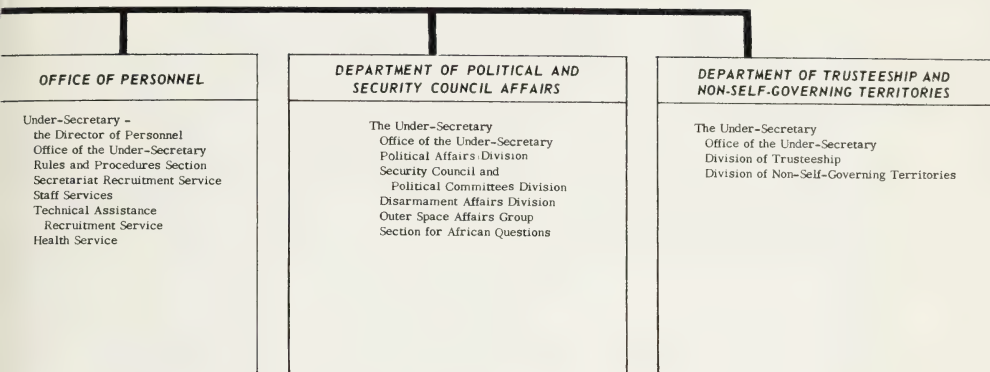 OFFICE OF PERSONNEL
Under-Secretary -
the Director of Personnel
Office of the Under-Secretary
Rules and Procedures Section
Secretariat Recruitment Service
Staff Services
Technical Assistance
Recruitment Service
Health Service
DEPARTMENT OF POLITICAL AND
SECURITY COUNCIL AFFAIRS
The Under-Secretary
Office of the Under-Secretary
Political Affairs Division
Security Council and
Political Committees Division
Disarmament Affairs Division
Outer Space Affairs Group
Section for African Questions
DEPARTMENT OF TRUSTEESHIP AND
NON-SELF-GOVERNING TERRITORIES
The Under-Secretary
Office of the Under-Secretary
Division of Trusteeship
Division of Non-Self-Governing Territories